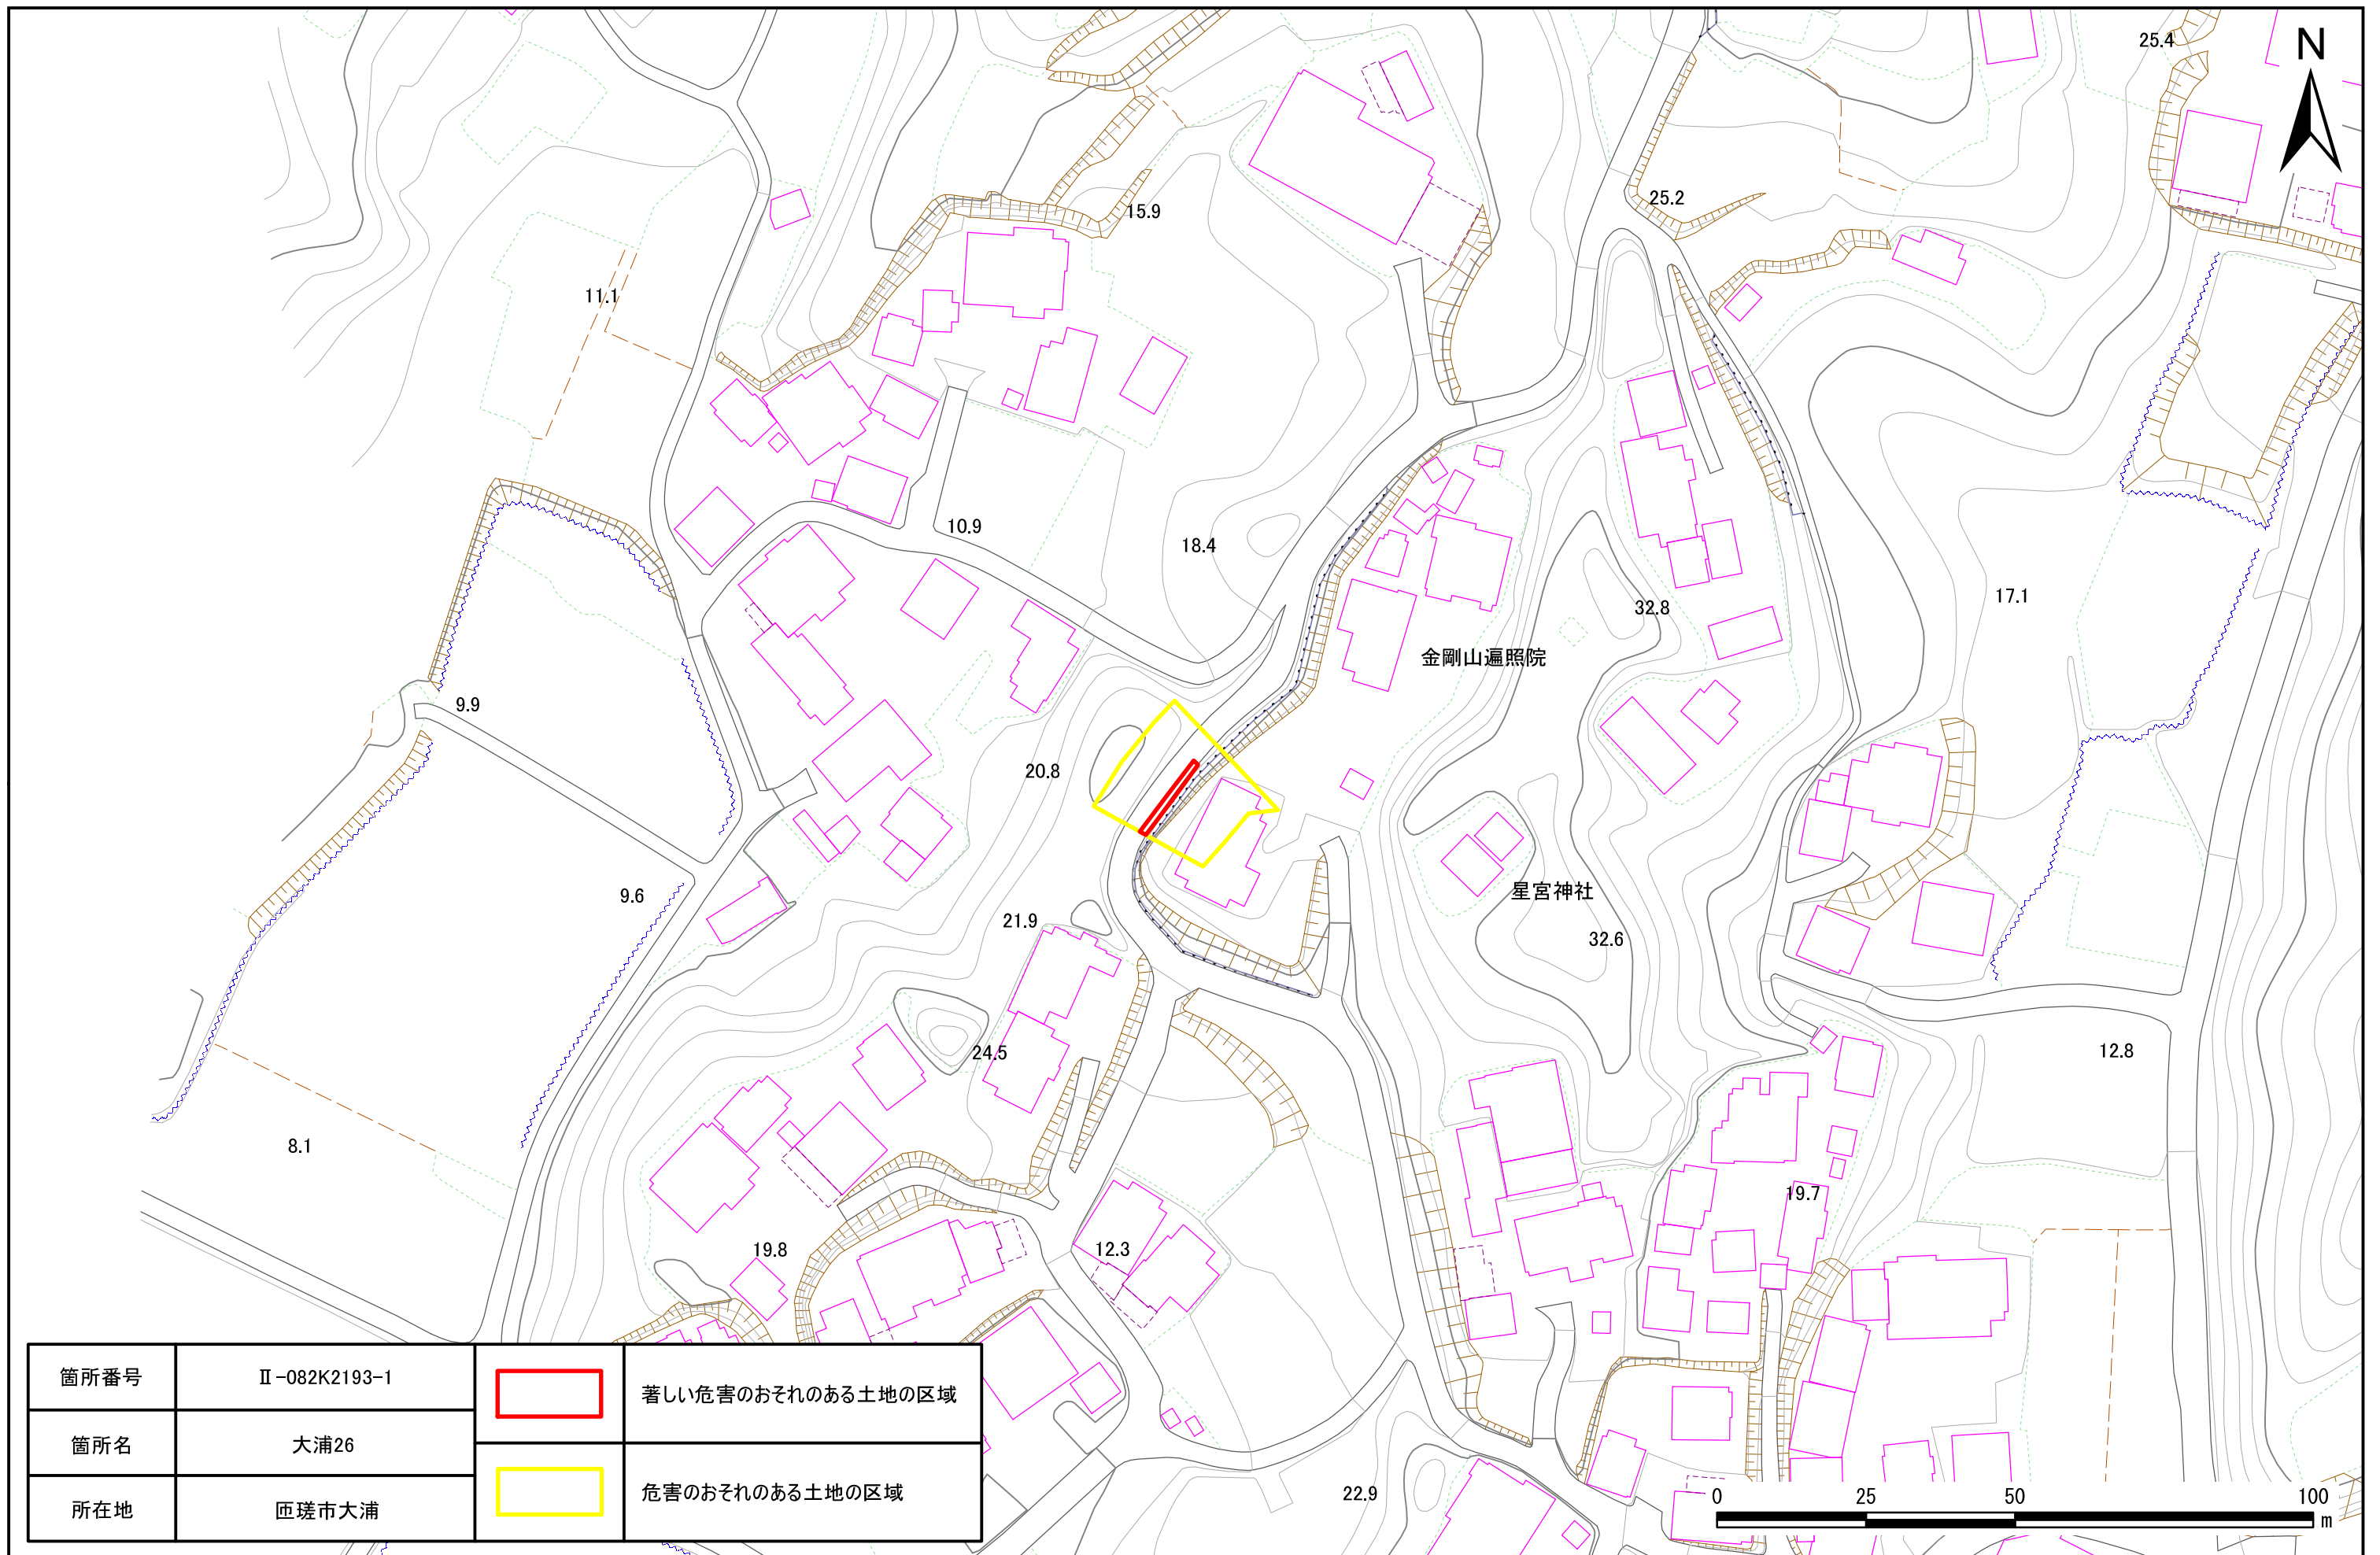 25.4
N
25.2
15.9
11.1
10.9
18.4
32.8
17.1
金剛山遍照院
9.9
20.8
9.6
星宮神社
21.9
32.6
24.5
12.8
8.1
19.7
19.8
12.3
22.9
箇所番号 Ⅱ-082K2193-1
箇所名 大浦26
所在地 匝瑳市大浦
著しい危害のおそれのある土地の区域
危害のおそれのある土地の区域
0 25 50 100
m